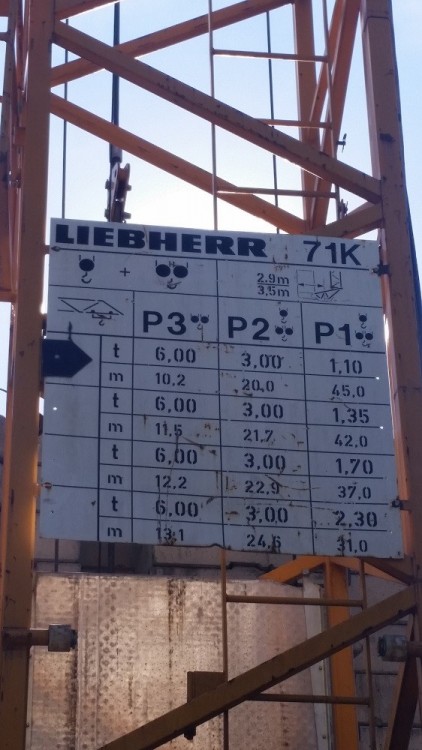 LIEBHERR 71K
+ 2.9m
3.5m
P3 P2 P1
t 6,00 3,00 1,10
m 10.2 20,0 45,0
t 6,00 3,00 1,35
m 11,5 21,7 42,0
t 6,00 3,00 1,70
m 12.2 22,9 37,0
t 6,00 3,00 2,30
m 13,1 24,6 31,0